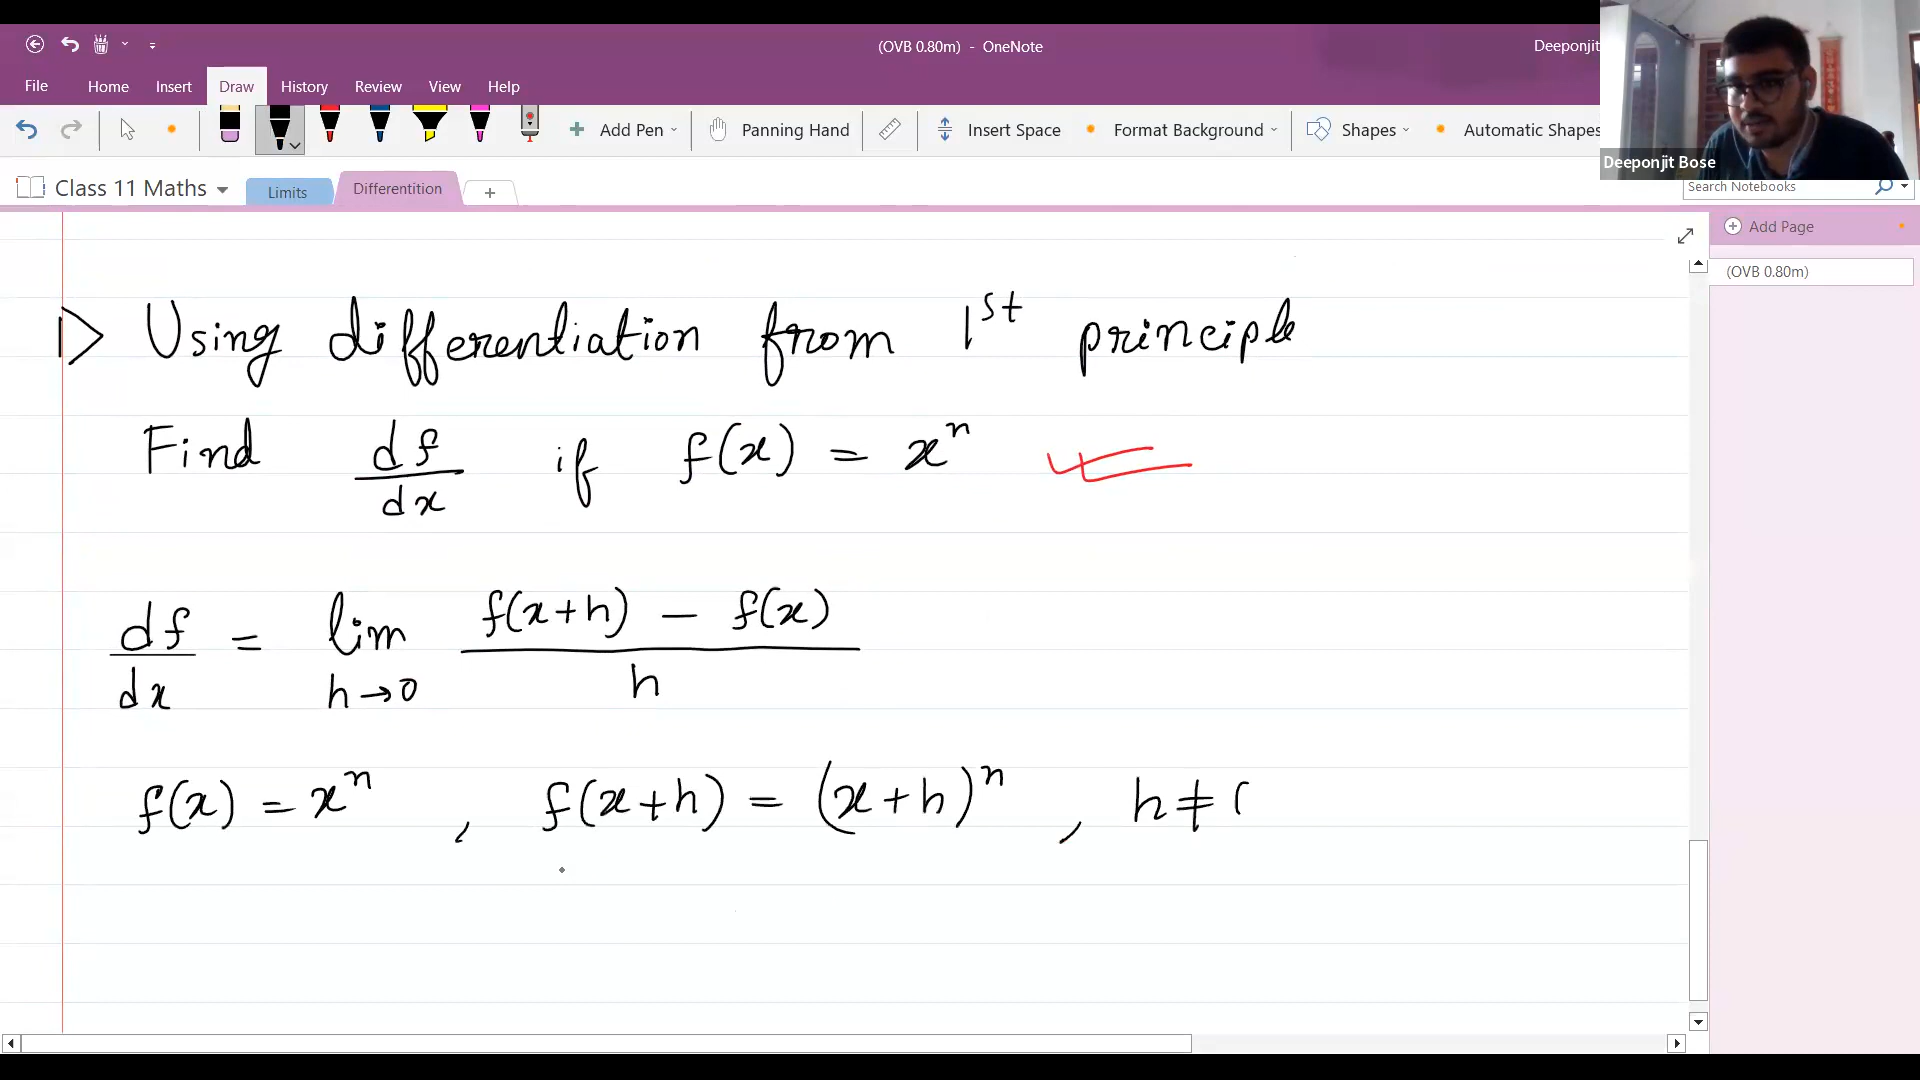 (OVB 0.80m) - OneNote
Deeponjit
File Home Insert Draw History Review View Help
Add Pen Panning Hand Insert Space Format Background Shapes Automatic Shapes
Deeponjit Bose
Class 11 Maths Limits Differentition
Search Notebooks
Add Page
(OVB 0.80m)
Using differentiation from 1st principle
Find df/dx if f(x) = xⁿ
df/dx = lim h→0 f(x+h) − f(x) / h
f(x) = xⁿ , f(x+h) = (x+h)ⁿ , h ≠ (